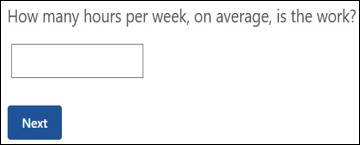 How many hours per week, on average, is the work?
Next